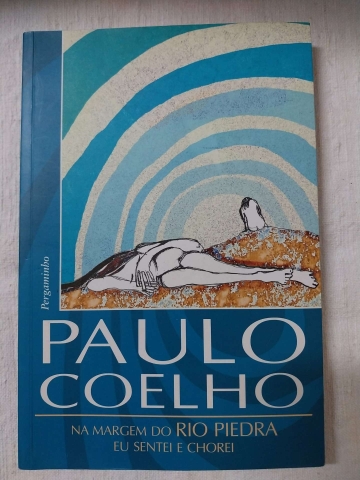 Pergaminho
PAULO
COELHO
NA MARGEM DO RIO PIEDRA
EU SENTEI E CHOREI